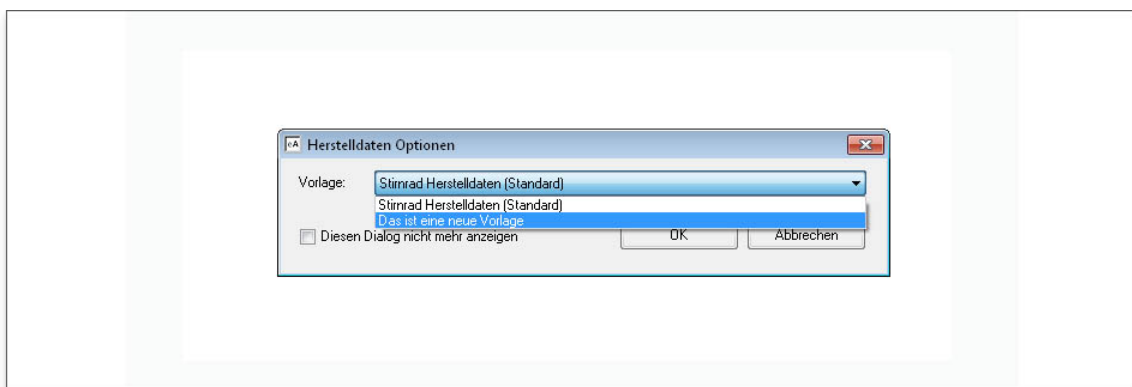 eA Herstelldaten Optionen
Vorlage: Stirnrad Herstelldaten (Standard)
Stirnrad Herstelldaten (Standard)
Das ist eine neue Vorlage
Diesen Dialog nicht mehr anzeigen OK Abbrechen